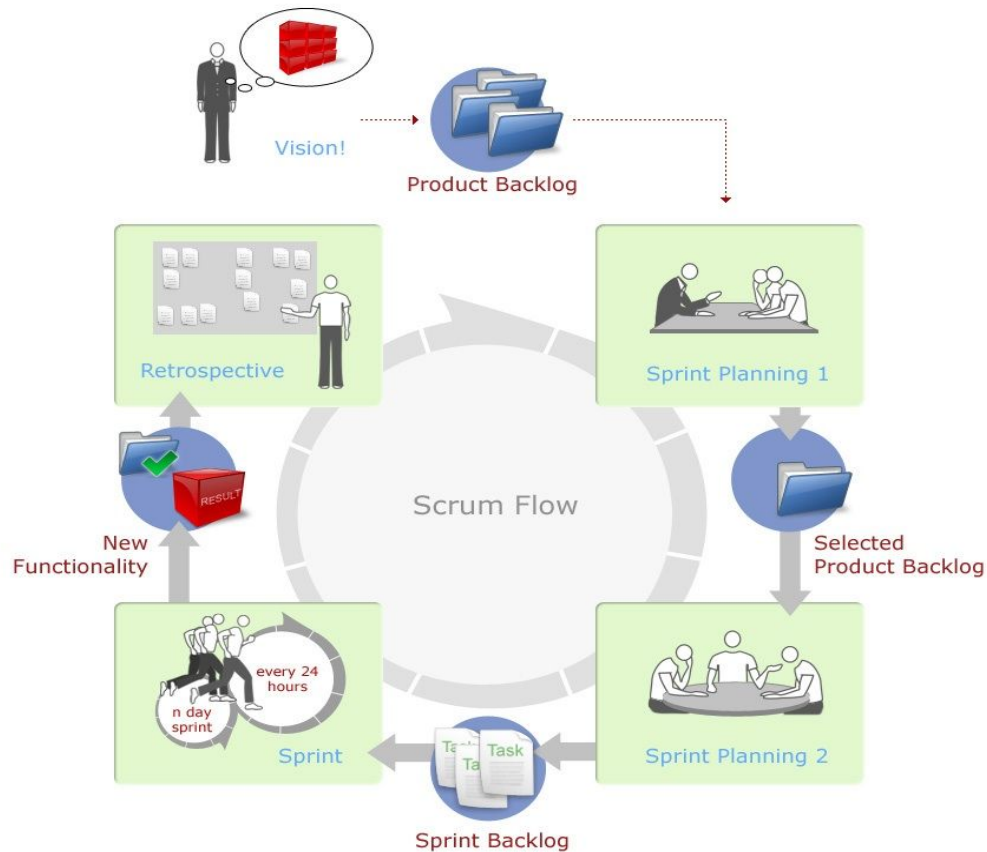 Vision!
Product Backlog
Retrospective
Sprint Planning 1
Scrum Flow
RESULT
New
Functionality
Selected
Product Backlog
every 24
hours
n day
sprint
Sprint
Task
Sprint Planning 2
Sprint Backlog